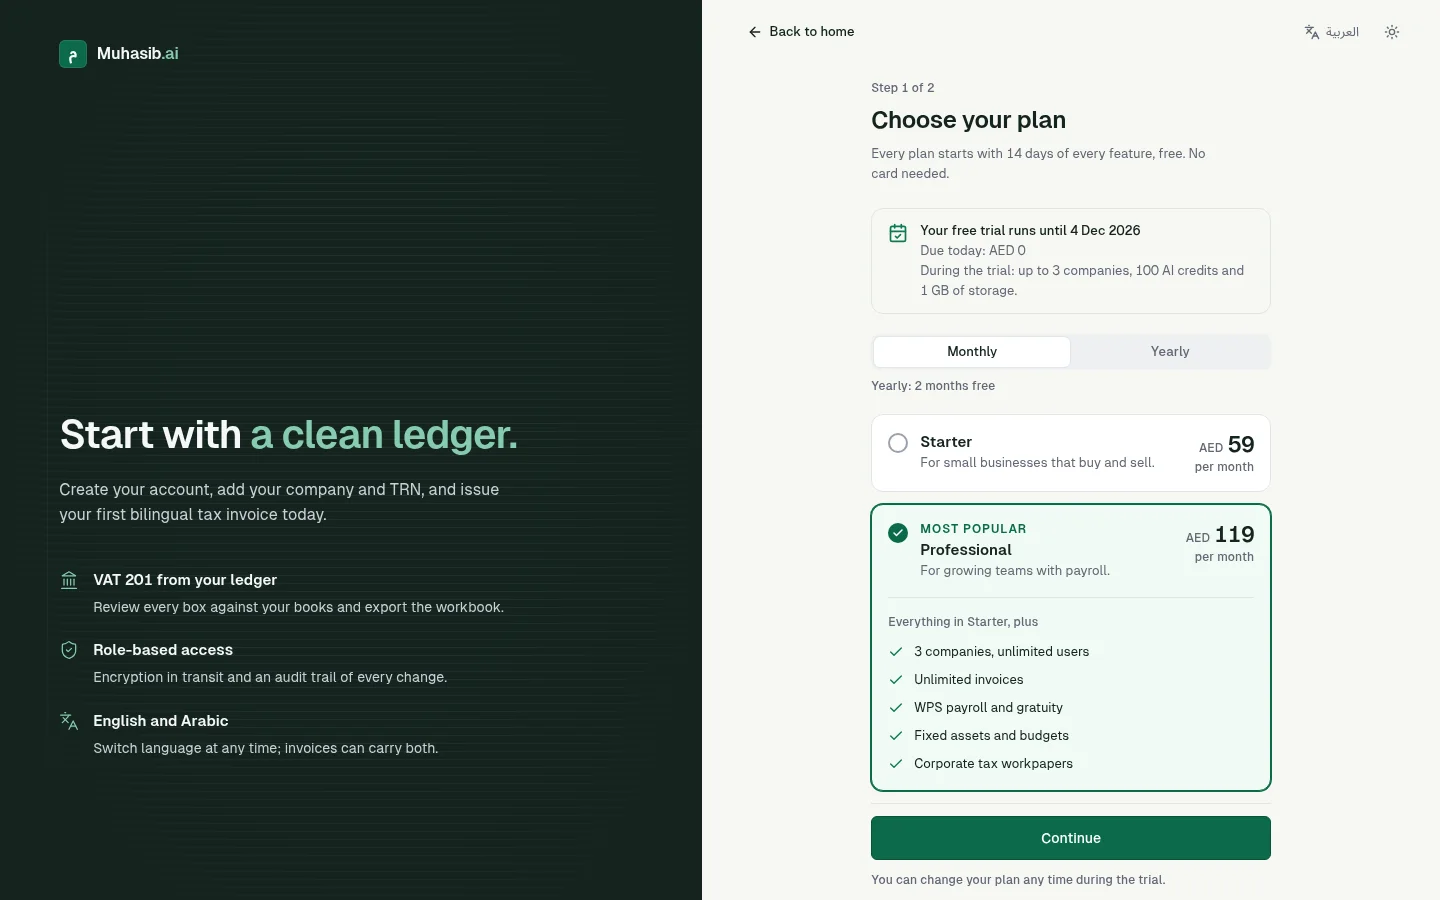 م
Muhasib.ai
Start with a clean ledger.
Create your account, add your company and TRN, and issue
your first bilingual tax invoice today.
VAT 201 from your ledger
Review every box against your books and export the workbook.
Role-based access
Encryption in transit and an audit trail of every change.
English and Arabic
Switch language at any time; invoices can carry both.
Back to home
العربية
Step 1 of 2
Choose your plan
Every plan starts with 14 days of every feature, free. No
card needed.
Your free trial runs until 4 Dec 2026
Due today: AED 0
During the trial: up to 3 companies, 100 AI credits and
1 GB of storage.
Monthly
Yearly
Yearly: 2 months free
Starter
For small businesses that buy and sell.
AED 59
per month
MOST POPULAR
Professional
For growing teams with payroll.
AED 119
per month
Everything in Starter, plus
3 companies, unlimited users
Unlimited invoices
WPS payroll and gratuity
Fixed assets and budgets
Corporate tax workpapers
Continue
You can change your plan any time during the trial.